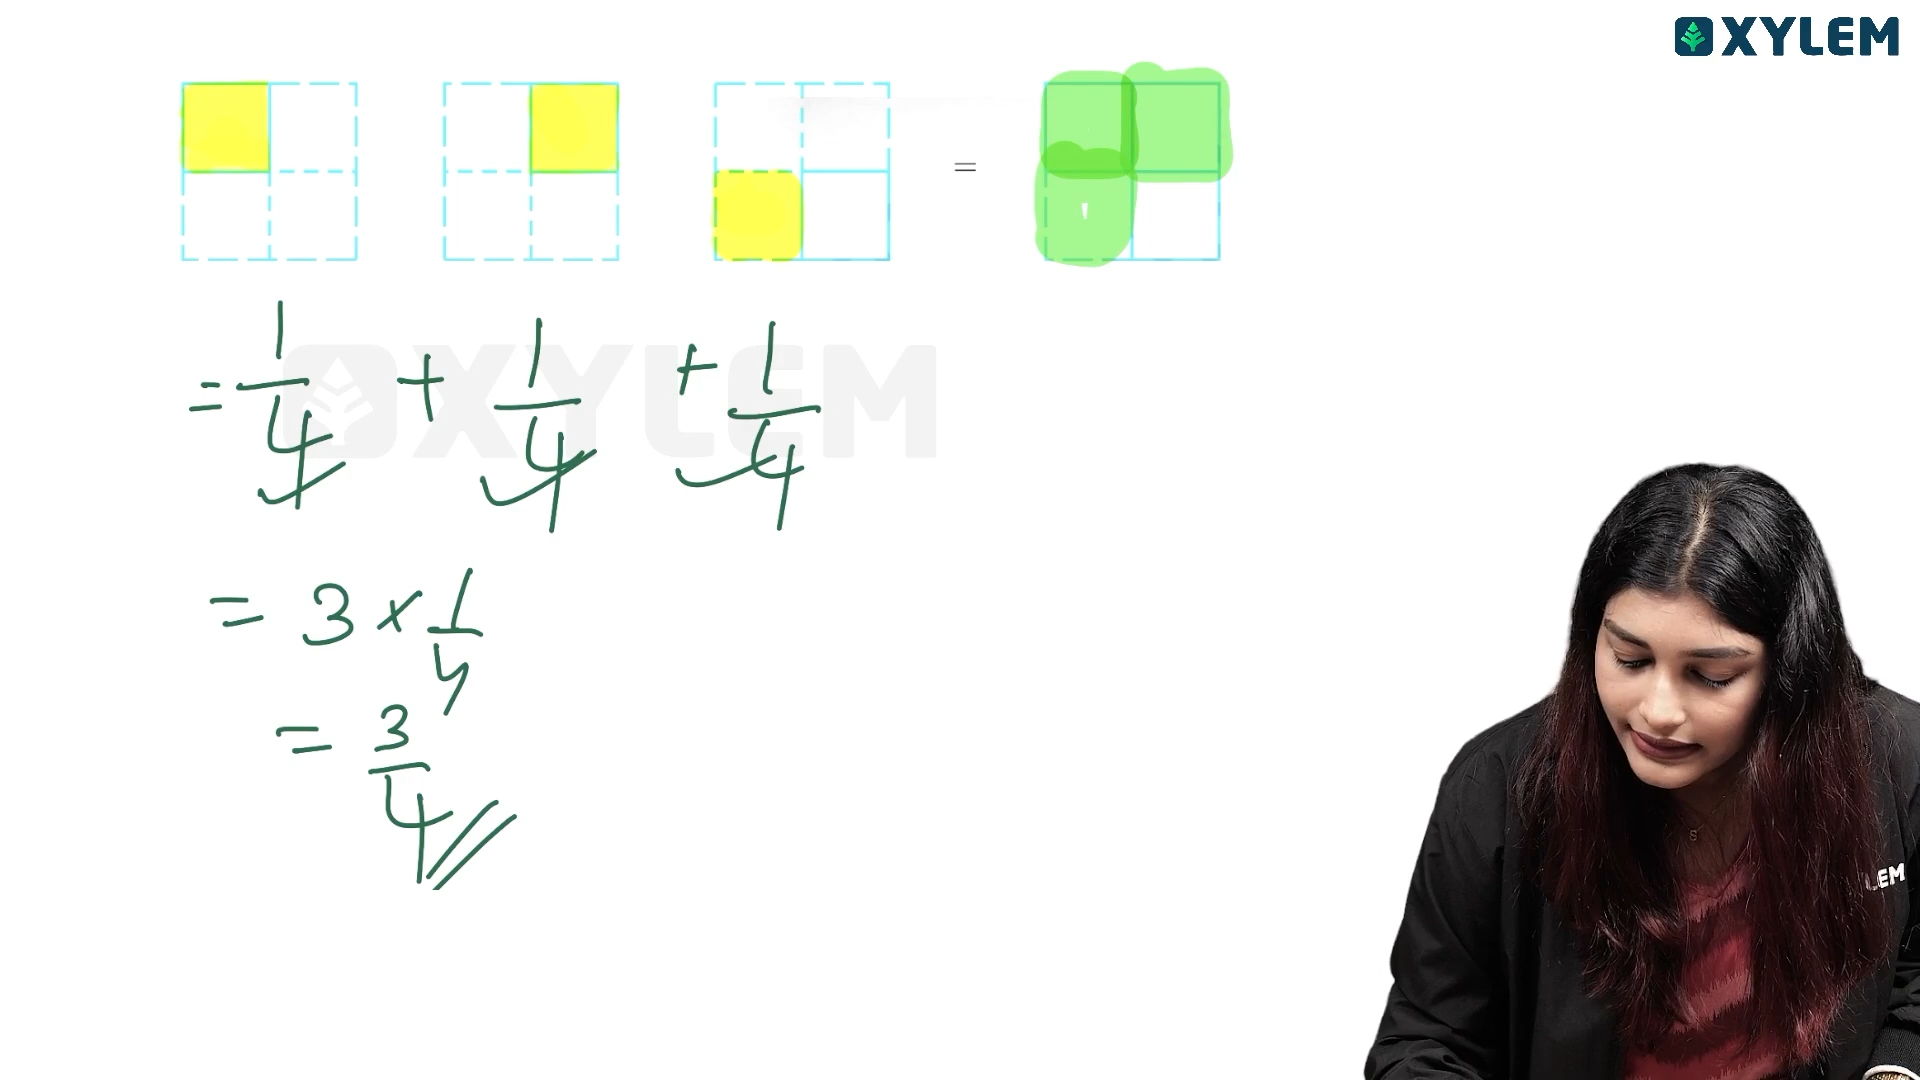 XYLEM
=
= 1/4 + 1/4 + 1/4
XYLEM
= 3 × 1/4
= 3/4
LEM